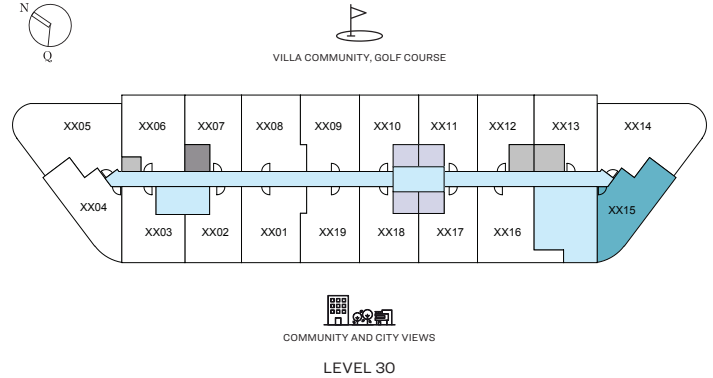 N
Q
VILLA COMMUNITY, GOLF COURSE
XX05 XX06 XX07 XX08 XX09 XX10 XX11 XX12 XX13 XX14
XX04 XX15
XX03 XX02 XX01 XX19 XX18 XX17 XX16
COMMUNITY AND CITY VIEWS
LEVEL 30